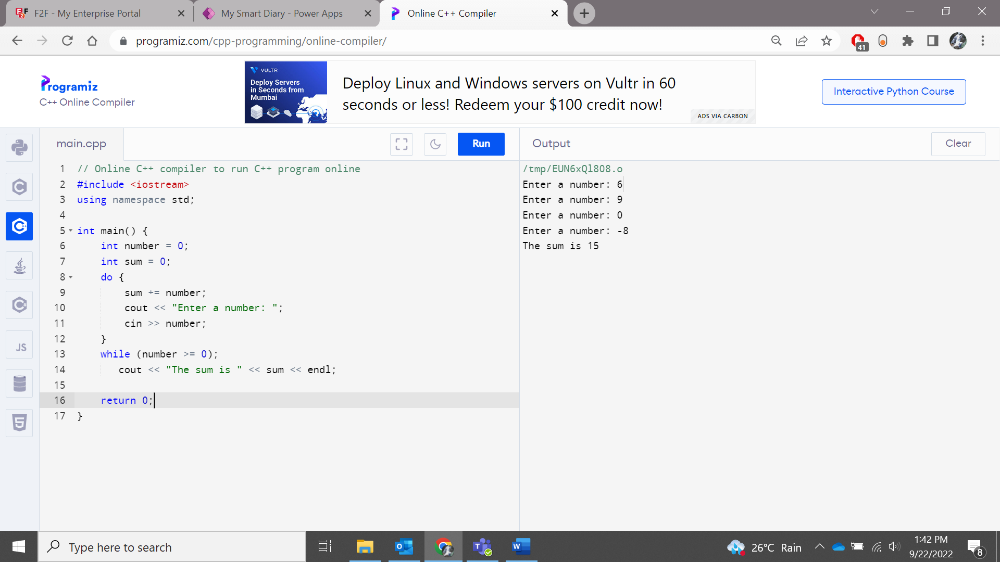 F2F - My Enterprise Portal
My Smart Diary - Power Apps
Online C++ Compiler
programiz.com/cpp-programming/online-compiler/
41
Programiz
C++ Online Compiler
VULTR
Deploy Servers
in Seconds from
Mumbai
Deploy Linux and Windows servers on Vultr in 60
seconds or less! Redeem your $100 credit now!
ADS VIA CARBON
Interactive Python Course
main.cpp
Run
Output
Clear
1 // Online C++ compiler to run C++ program online
2 #include <iostream>
3 using namespace std;
4
5 int main() {
6 int number = 0;
7 int sum = 0;
8 do {
9 sum += number;
10 cout << "Enter a number: ";
11 cin >> number;
12 }
13 while (number >= 0);
14 cout << "The sum is " << sum << endl;
15
16 return 0;
17 }
/tmp/EUN6xQl8O8.o
Enter a number: 6
Enter a number: 9
Enter a number: 0
Enter a number: -8
The sum is 15
JS
Type here to search
26°C Rain
1:42 PM
9/22/2022
8